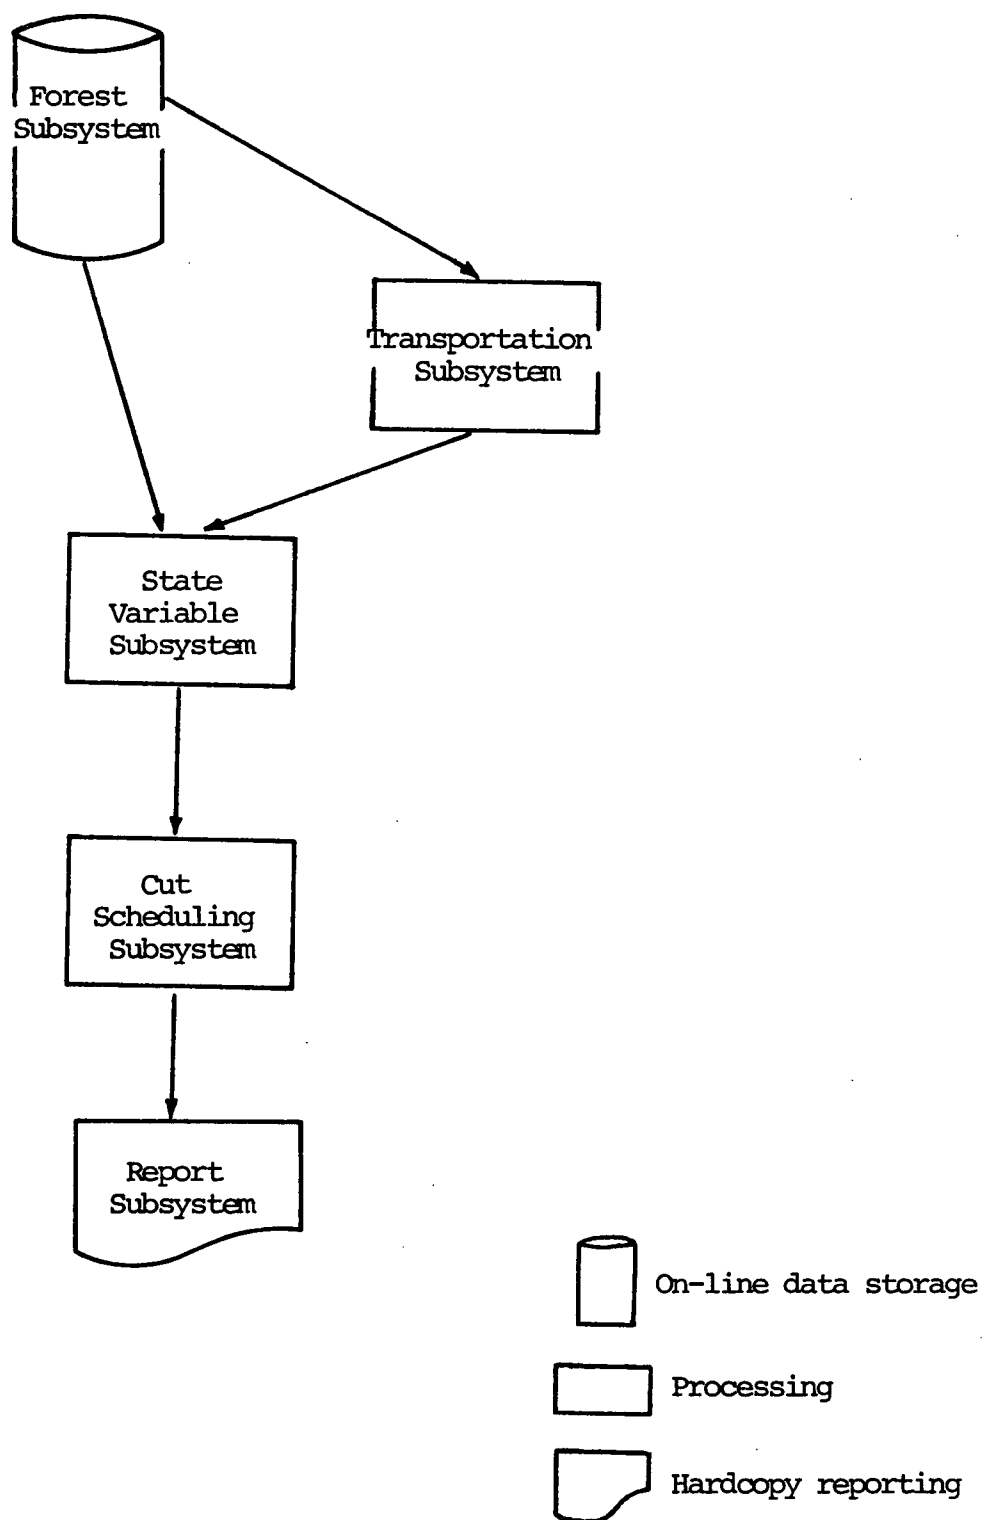 Forest
Subsystem
Transportation
Subsystem
State
Variable
Subsystem
Cut
Scheduling
Subsystem
Report
Subsystem
On-line data storage
Processing
Hardcopy reporting